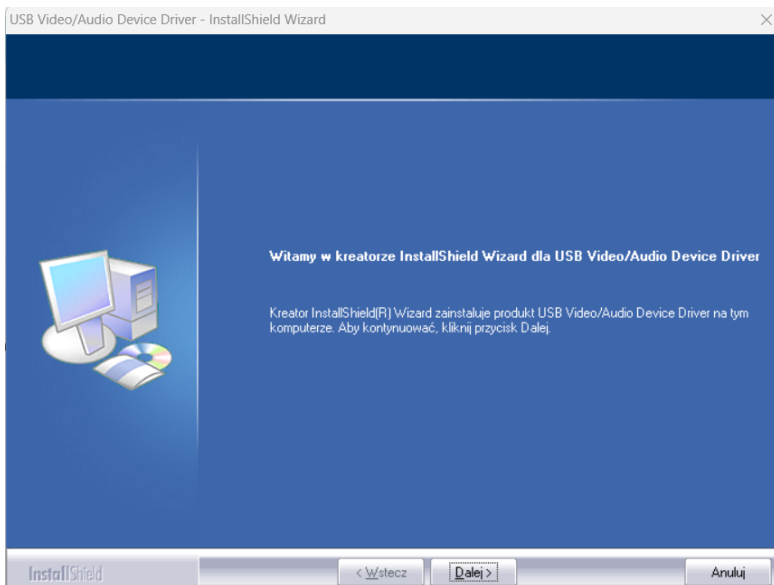 USB Video/Audio Device Driver - InstallShield Wizard
Witamy w kreatorze InstallShield Wizard dla USB Video/Audio Device Driver
Kreator InstallShield(R) Wizard zainstaluje produkt USB Video/Audio Device Driver na tym
komputerze. Aby kontynuować, kliknij przycisk Dalej.
InstallShield
< Wstecz
Dalej >
Anuluj